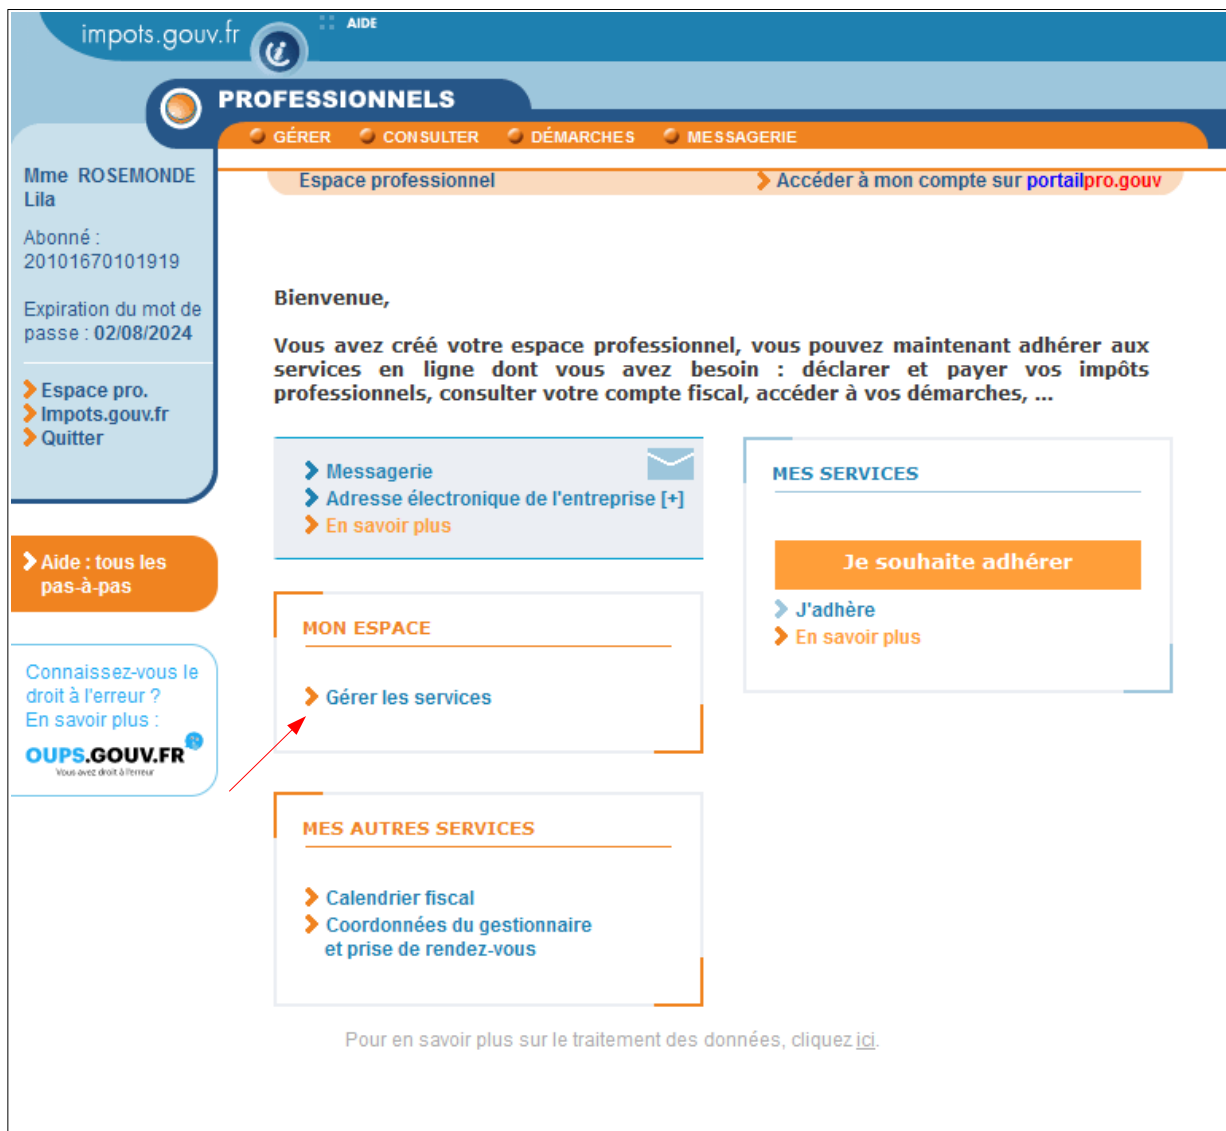 impots.gouv.fr
AIDE
PROFESSIONNELS
GÉRER CONSULTER DÉMARCHES MESSAGERIE
Mme ROSEMONDE
Lila
Abonné :
20101670101919
Expiration du mot de
passe : 02/08/2024
Espace pro.
Impots.gouv.fr
Quitter
Aide : tous les
pas-à-pas
Connaissez-vous le
droit à l'erreur ?
En savoir plus :
OUPS.GOUV.FR
Vous avez droit à l'erreur
Espace professionnel
Accéder à mon compte sur portailpro.gouv
Bienvenue,
Vous avez créé votre espace professionnel, vous pouvez maintenant adhérer aux
services en ligne dont vous avez besoin : déclarer et payer vos impôts
professionnels, consulter votre compte fiscal, accéder à vos démarches, ...
Messagerie
Adresse électronique de l'entreprise [+]
En savoir plus
MES SERVICES
Je souhaite adhérer
J'adhère
En savoir plus
MON ESPACE
Gérer les services
MES AUTRES SERVICES
Calendrier fiscal
Coordonnées du gestionnaire
et prise de rendez-vous
Pour en savoir plus sur le traitement des données, cliquez ici.